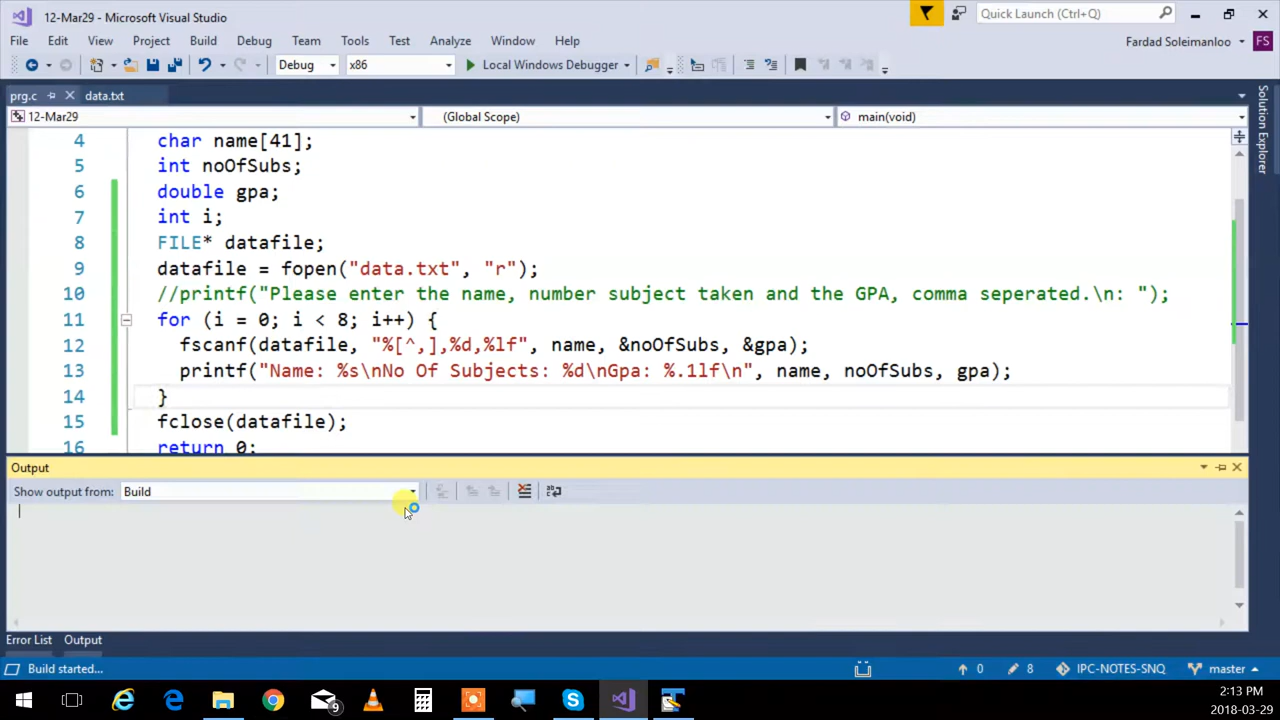 12-Mar29 - Microsoft Visual Studio
Quick Launch (Ctrl+Q)
File Edit View Project Build Debug Team Tools Test Analyze Window Help
Fardad Soleimanloo FS
Debug x86 Local Windows Debugger
prg.c data.txt
12-Mar29 (Global Scope) main(void)
4 char name[41];
5 int noOfSubs;
6 double gpa;
7 int i;
8 FILE* datafile;
9 datafile = fopen("data.txt", "r");
10 //printf("Please enter the name, number subject taken and the GPA, comma seperated.\n: ");
11 for (i = 0; i < 8; i++) {
12 fscanf(datafile, "%[^,],%d,%lf", name, &noOfSubs, &gpa);
13 printf("Name: %s\nNo Of Subjects: %d\nGpa: %.1lf\n", name, noOfSubs, gpa);
14 }
15 fclose(datafile);
16 return 0;
Solution Explorer
Output
Show output from: Build
Error List Output
Build started... 0 8 IPC-NOTES-SNQ master
9
2:13 PM
2018-03-29